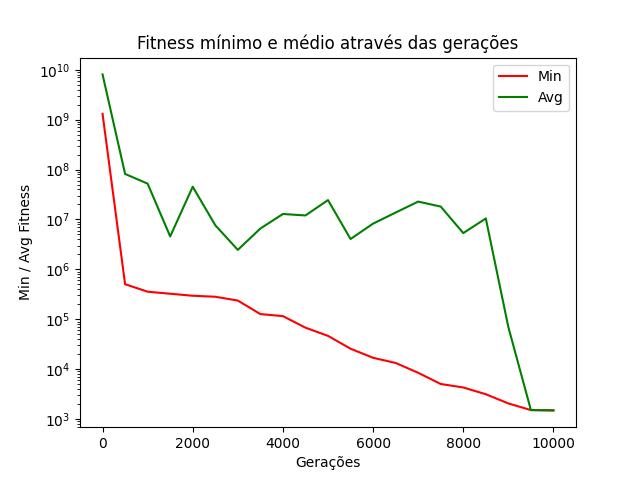 Fitness mínimo e médio através das gerações
Min
Avg
Min / Avg Fitness
10^10
10^9
10^8
10^7
10^6
10^5
10^4
10^3
0 2000 4000 6000 8000 10000
Gerações